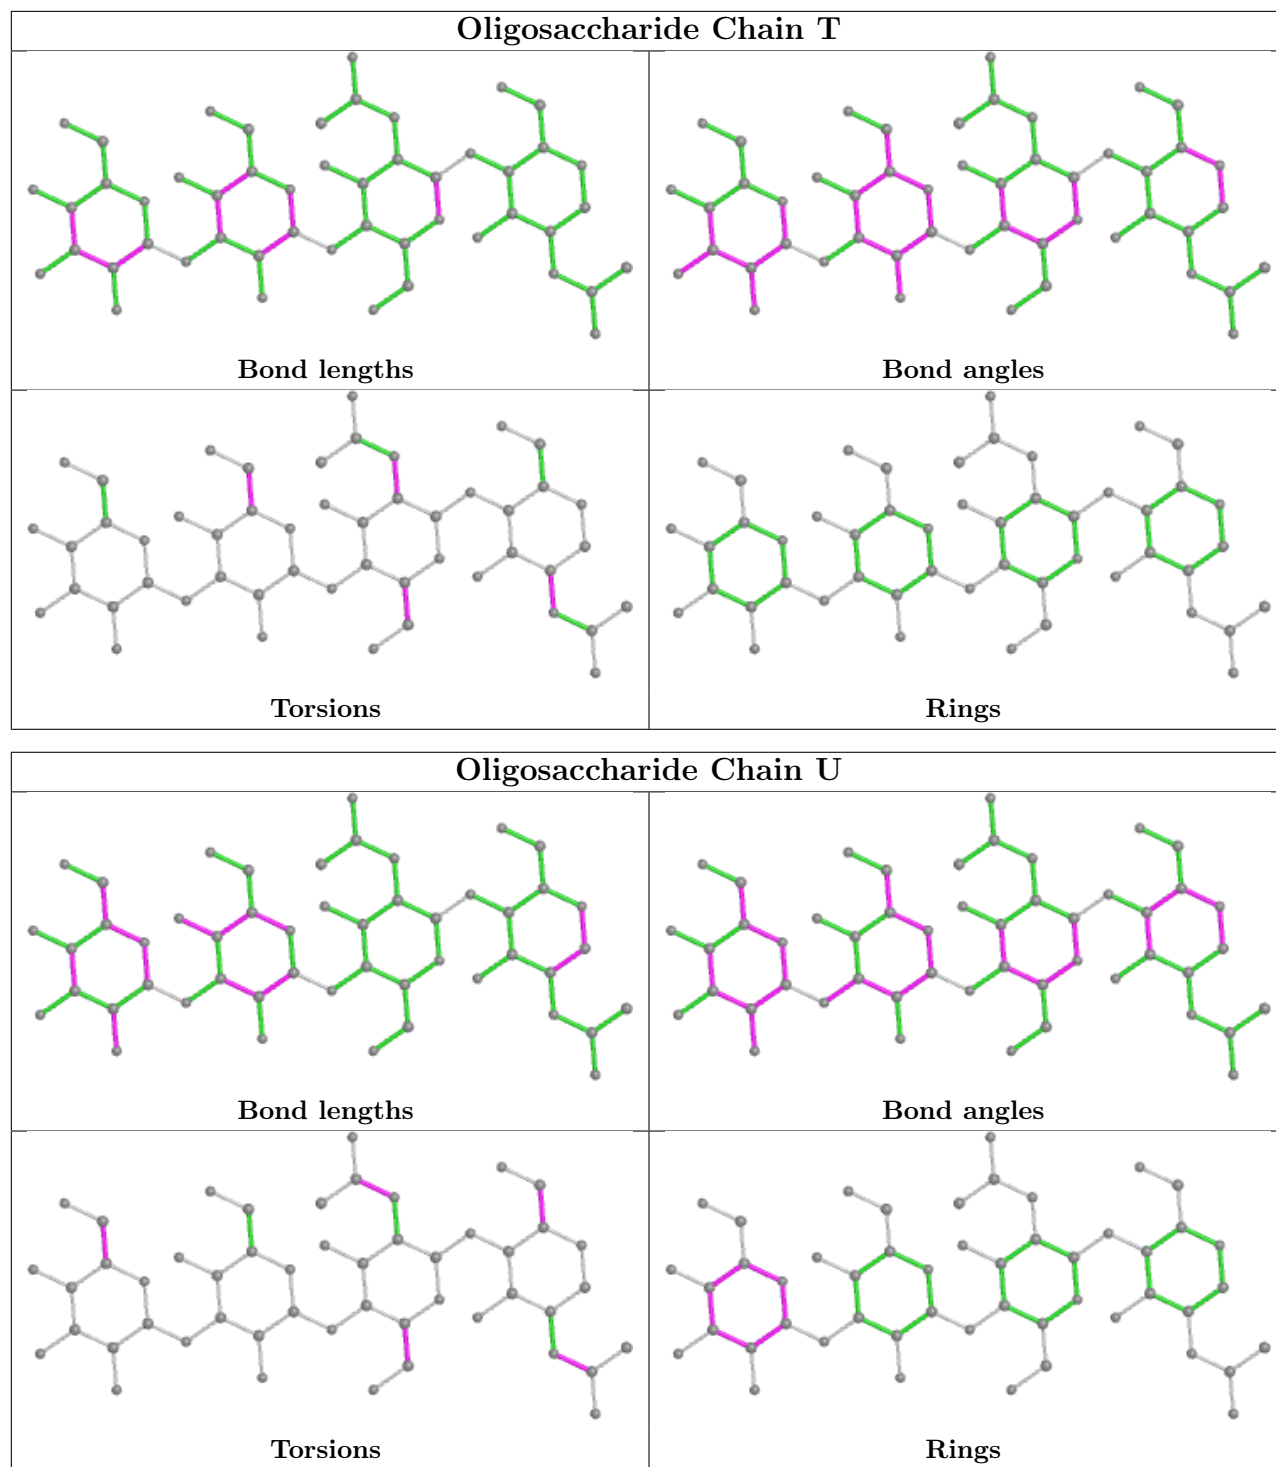 Oligosaccharide Chain T
Bond lengths
Bond angles
Torsions
Rings
Oligosaccharide Chain U
Bond lengths
Bond angles
Torsions
Rings